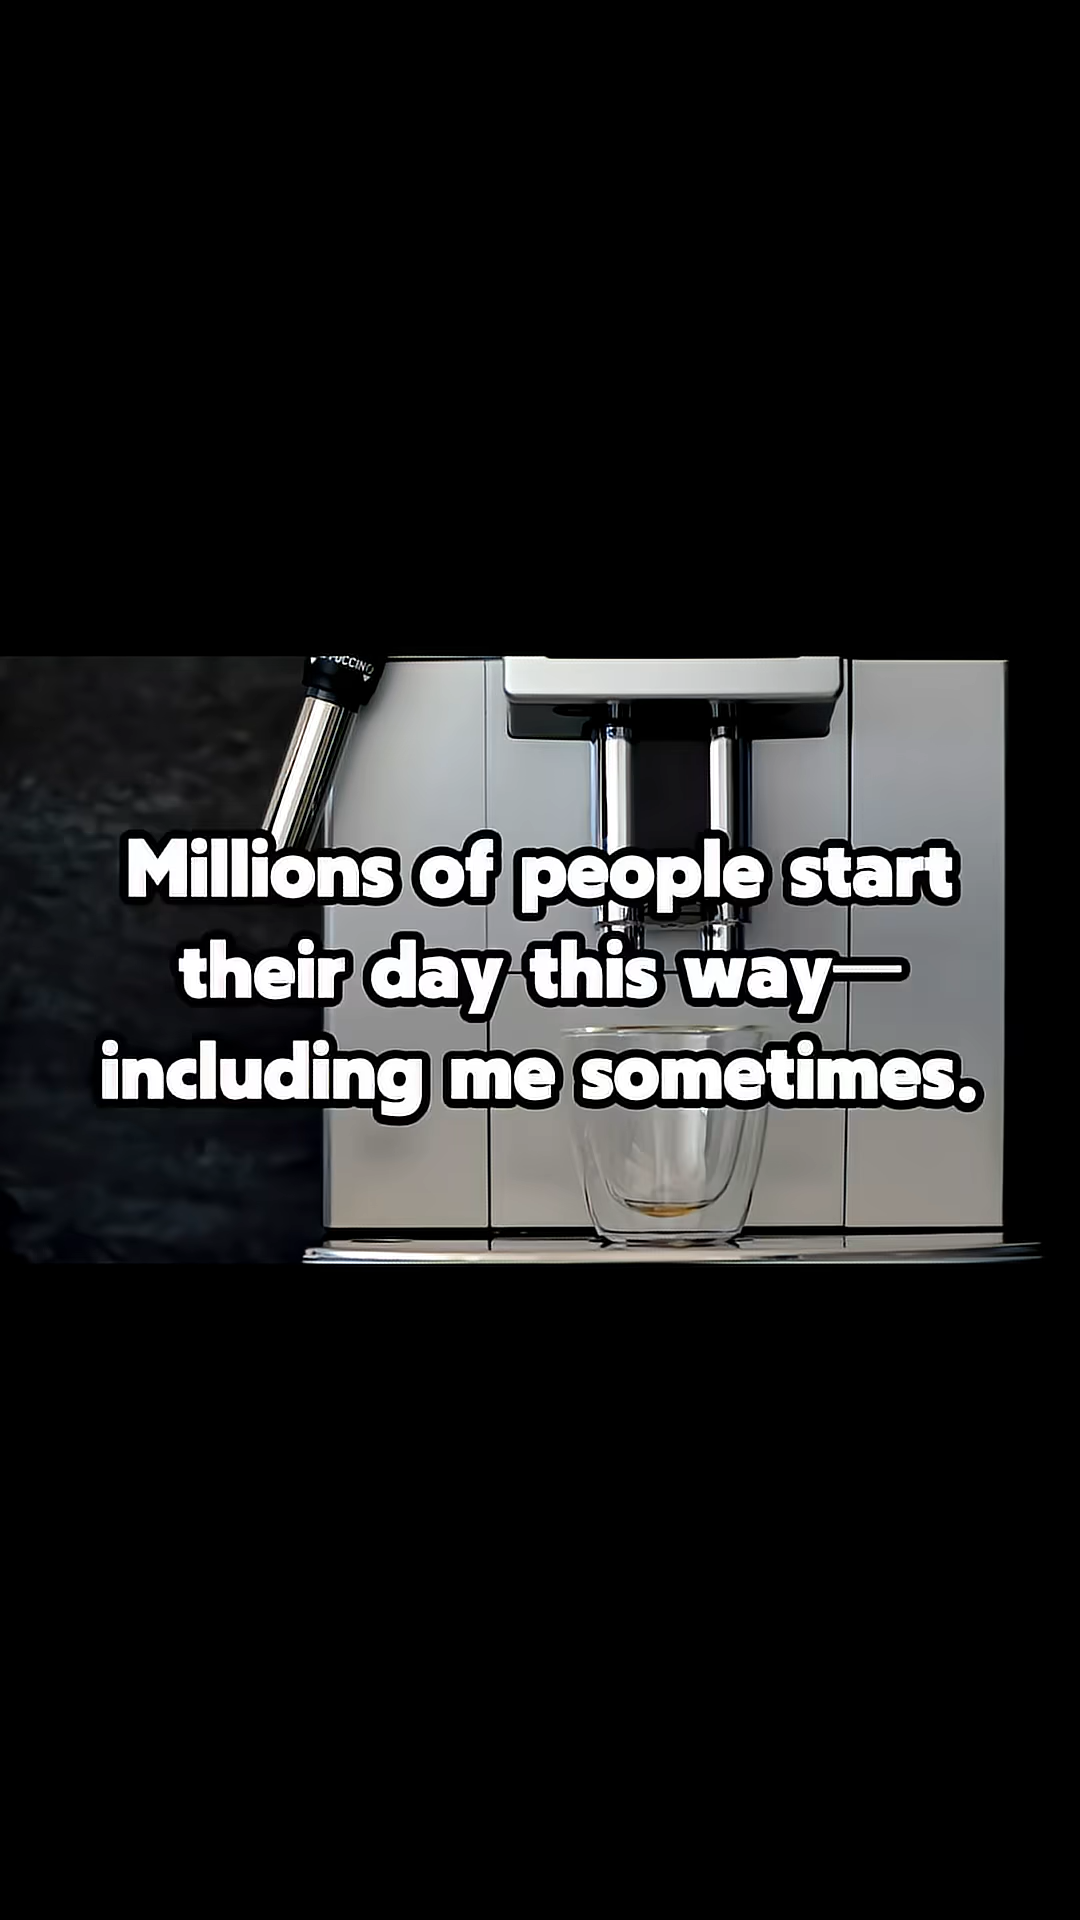 Millions of people start
their day this way—
including me sometimes.